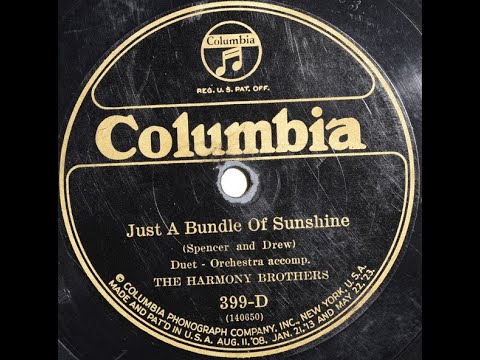 Columbia
REG. U.S. PAT. OFF.
Columbia
Just A Bundle Of Sunshine
(Spencer and Drew)
Duet - Orchestra accomp.
THE HARMONY BROTHERS
399-D
(140650)
© COLUMBIA PHONOGRAPH COMPANY, INC., NEW YORK, U.S.A.
MADE AND PAT'D IN U.S.A. AUG. 11, '08, JAN. 21, '13 AND MAY 22, '23.